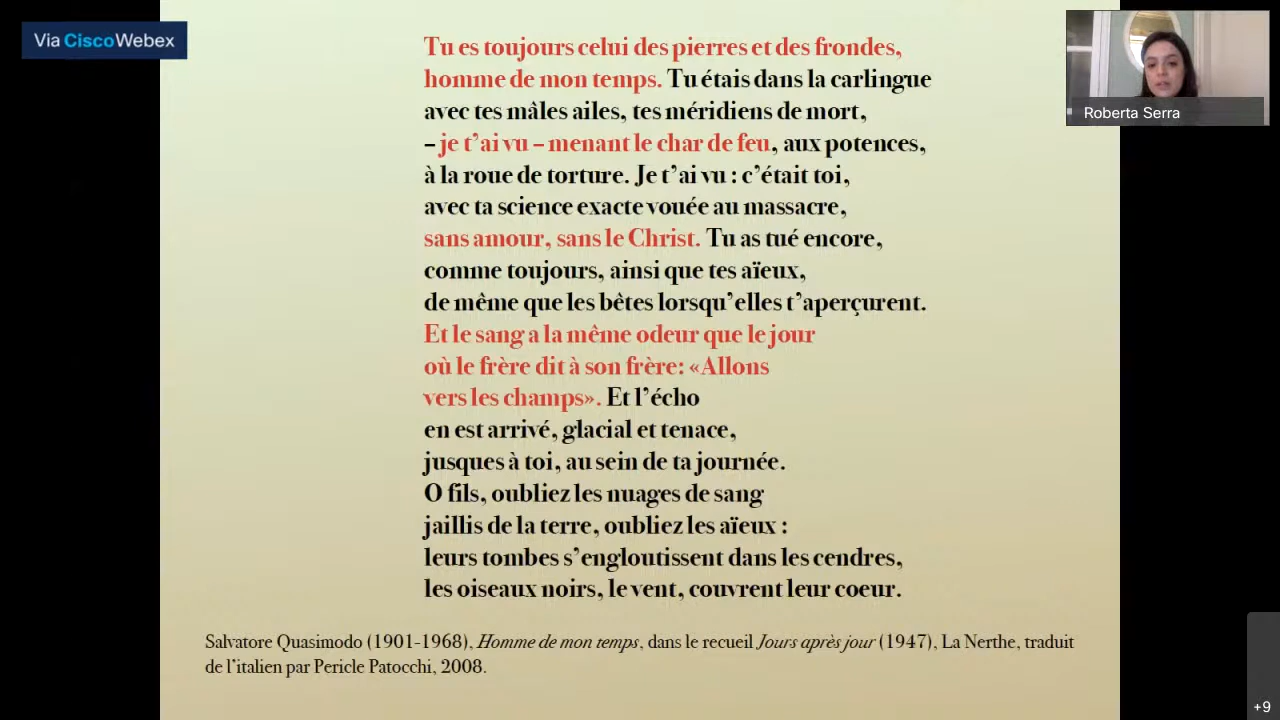 Via Cisco Webex
Tu es toujours celui des pierres et des frondes,
homme de mon temps. Tu étais dans la carlingue
avec tes mâles ailes, tes méridiens de mort,
– je t’ai vu – menant le char de feu, aux potences,
à la roue de torture. Je t’ai vu : c’était toi,
avec ta science exacte vouée au massacre,
sans amour, sans le Christ. Tu as tué encore,
comme toujours, ainsi que tes aïeux,
de même que les bêtes lorsqu’elles t’aperçurent.
Et le sang a la même odeur que le jour
où le frère dit à son frère: «Allons
vers les champs». Et l’écho
en est arrivé, glacial et tenace,
jusques à toi, au sein de ta journée.
O fils, oubliez les nuages de sang
jaillis de la terre, oubliez les aïeux :
leurs tombes s’engloutissent dans les cendres,
les oiseaux noirs, le vent, couvrent leur coeur.
Salvatore Quasimodo (1901-1968), Homme de mon temps, dans le recueil Jours après jour (1947), La Nerthe, traduit
de l’italien par Pericle Patocchi, 2008.
Roberta Serra
+9